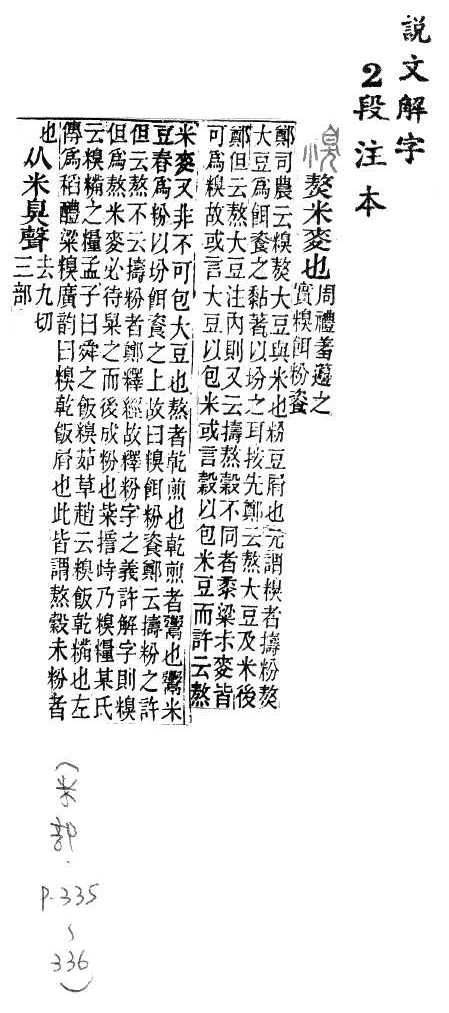 説文解字
2段注本
糗 熬米麥也 周禮羞籩之
實糗餌粉餈
鄭司農云糗熬大豆與米也粉豆屑也元謂糗者擣粉熬
大豆爲餌餈之黏著以坋之耳按先鄭云熬大豆及米後
鄭但云熬大豆注內則又云擣熬穀不同者黍粱尗麥皆
可爲糗故或言大豆以包米或言穀以包米豆而許云熬
米麥又非不可包大豆也熬者乾煎也乾煎者鬻也鬻米
豆舂爲粉以坋餌餈之上故曰糗餌粉餈鄭云擣粉之許
但云熬不云擣粉者鄭釋經故釋粉字之義許解字則糗
但爲熬米麥必待臬之而後成粉也粊搢峙乃糗糧某氏
云糗糒之糧孟子曰舜之飯糗茹草趙云糗飯乾糒也左
傳爲稻醴粱糗廣韵曰糗乾飯屑也此皆謂熬穀未粉者
也 从米臭聲 去九切
三部
(米部.
P.335
~
336)